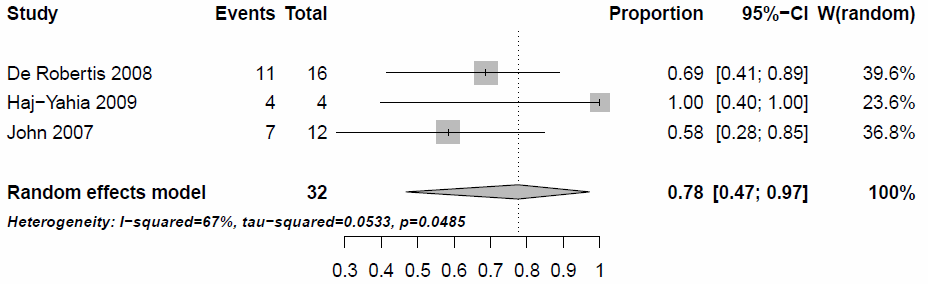 Study Events Total Proportion 95%−CI W(random)
De Robertis 2008 11 16 0.69 [0.41; 0.89] 39.6%
Haj−Yahia 2009 4 4 1.00 [0.40; 1.00] 23.6%
John 2007 7 12 0.58 [0.28; 0.85] 36.8%
Random effects model 32 0.78 [0.47; 0.97] 100%
Heterogeneity: I−squared=67%, tau−squared=0.0533, p=0.0485
0.3 0.4 0.5 0.6 0.7 0.8 0.9 1